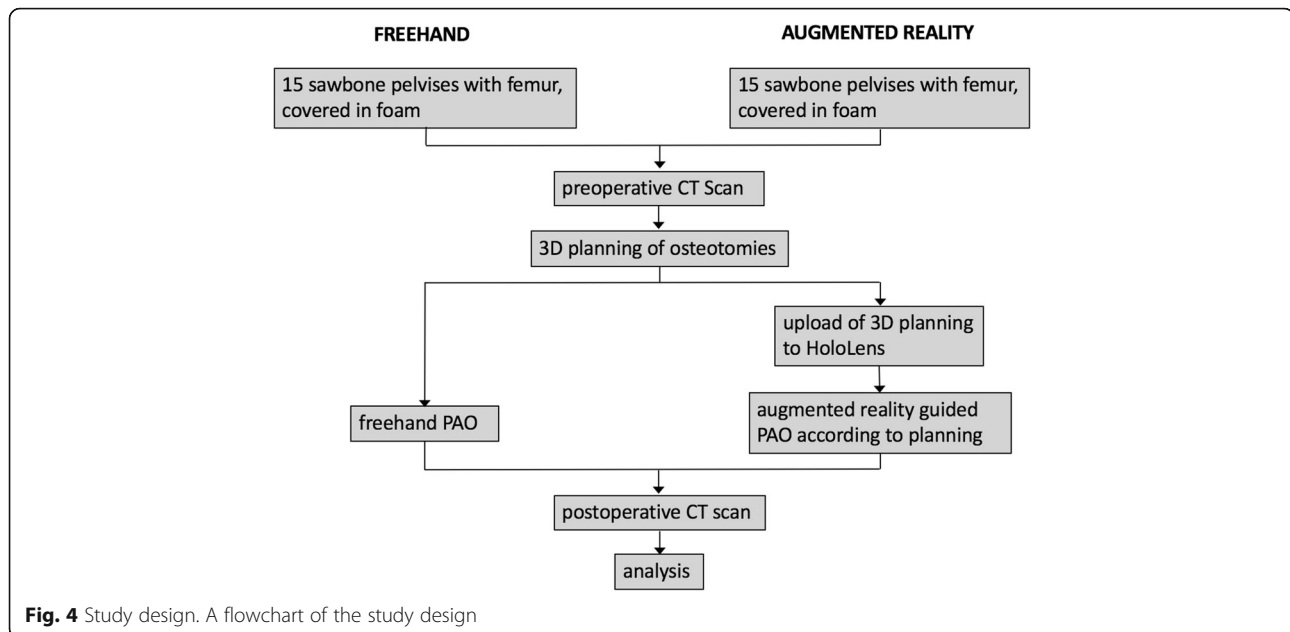 FREEHAND
AUGMENTED REALITY
15 sawbone pelvises with femur,
covered in foam
15 sawbone pelvises with femur,
covered in foam
preoperative CT Scan
3D planning of osteotomies
upload of 3D planning
to HoloLens
freehand PAO
augmented reality guided
PAO according to planning
postoperative CT scan
analysis
Fig. 4 Study design. A flowchart of the study design